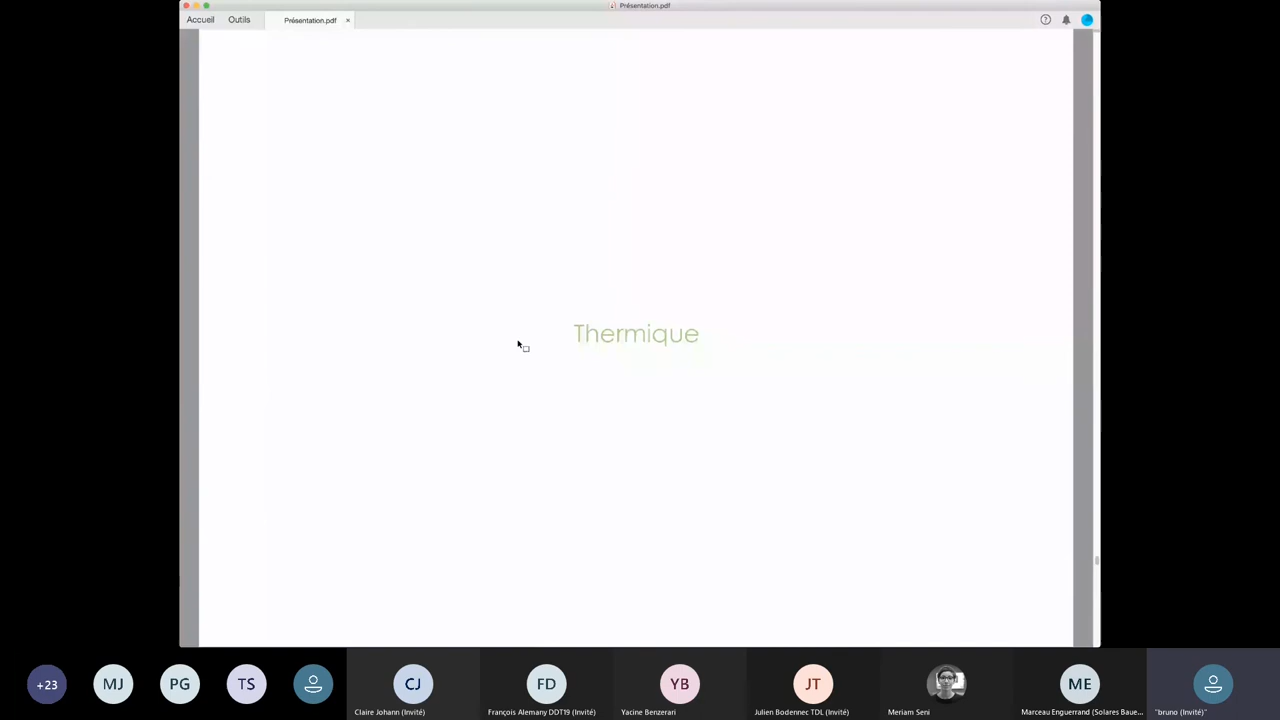 Présentation.pdf
Accueil Outils Présentation.pdf ×
Thermique
+23 MJ PG TS CJ FD YB JT ME
Claire Johann (Invité) François Alemany DDT19 (Invité) Yacine Benzerari Julien Bodennec TDL (Invité) Meriam Seni Marceau Enguerrand (Solares Baue... "bruno (Invité)"